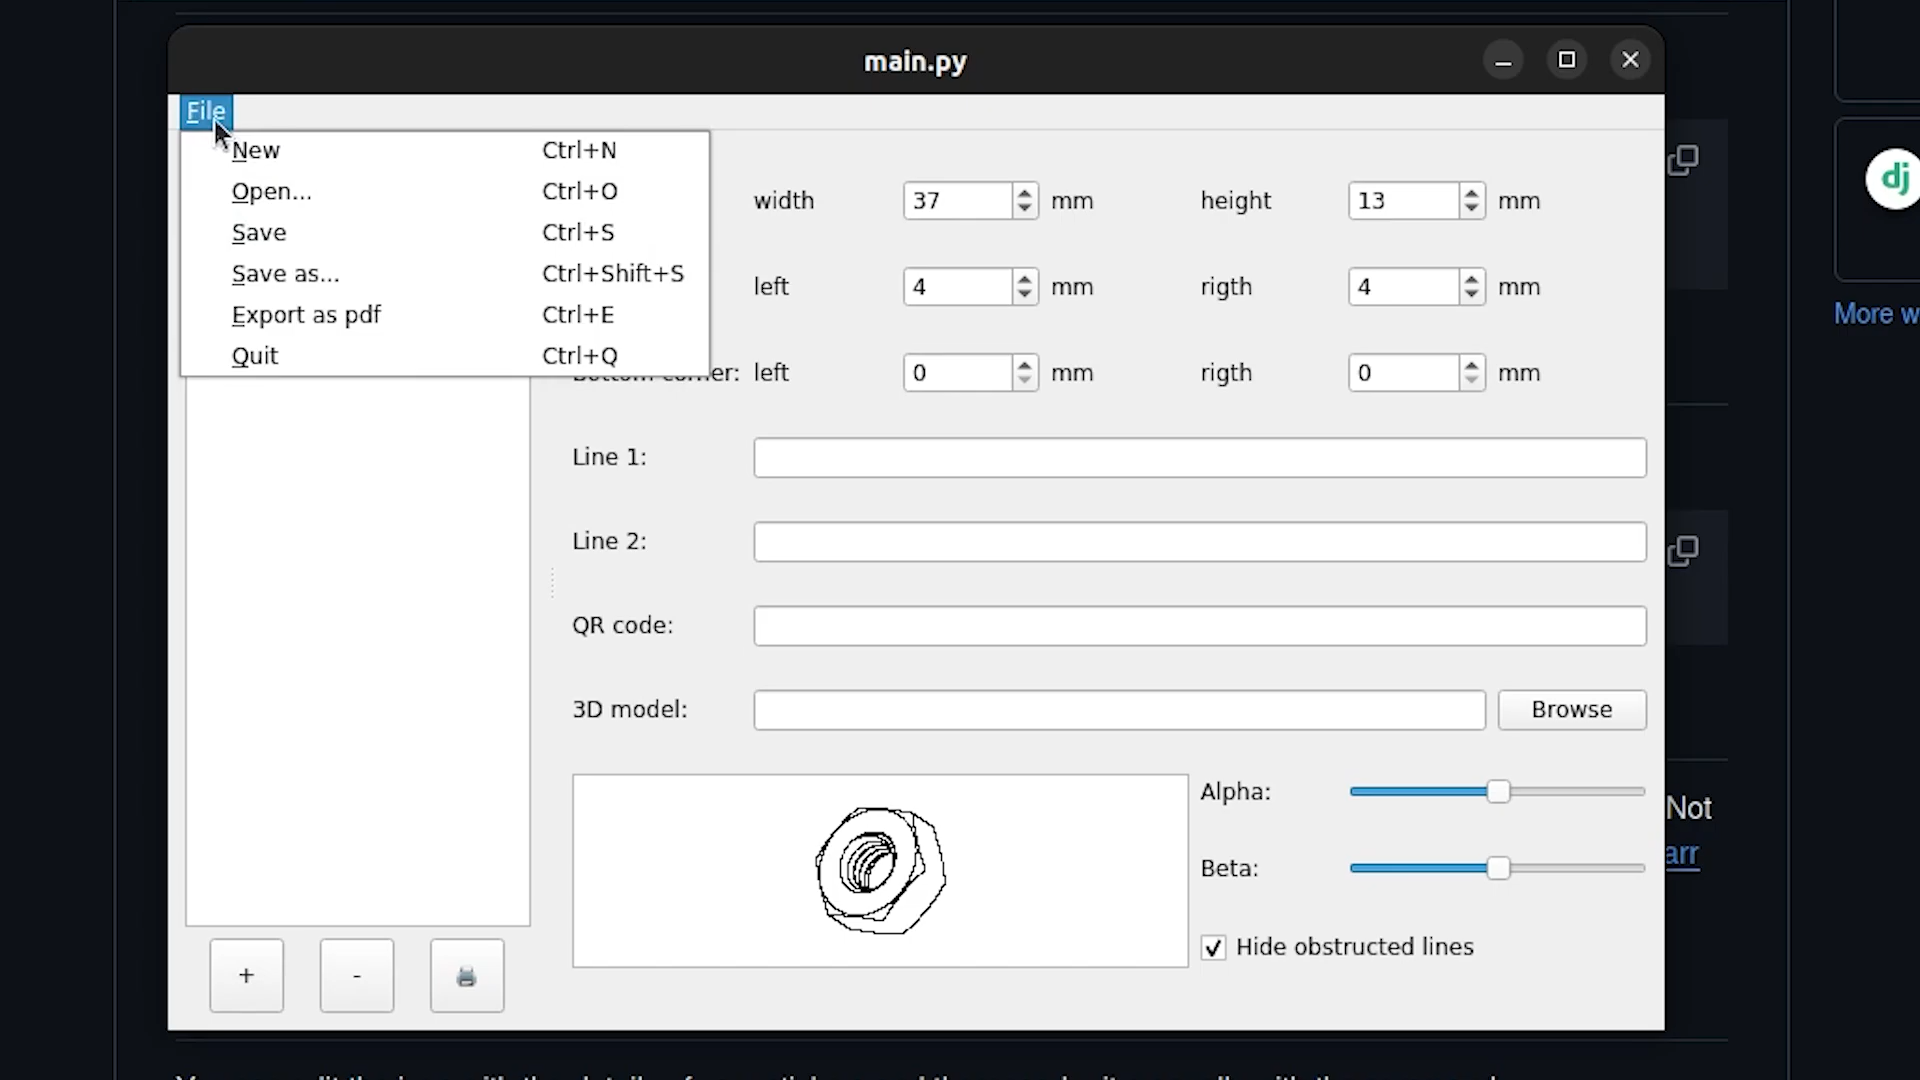 main.py
File
New Ctrl+N
Open... Ctrl+O
Save Ctrl+S
Save as... Ctrl+Shift+S
Export as pdf Ctrl+E
Quit Ctrl+Q
width 37 mm height 13 mm
left 4 mm rigth 4 mm
Bottom corner: left 0 mm rigth 0 mm
Line 1:
Line 2:
QR code:
3D model: Browse
Alpha:
Beta:
Hide obstructed lines
+ -
dj
More w
Not
arr